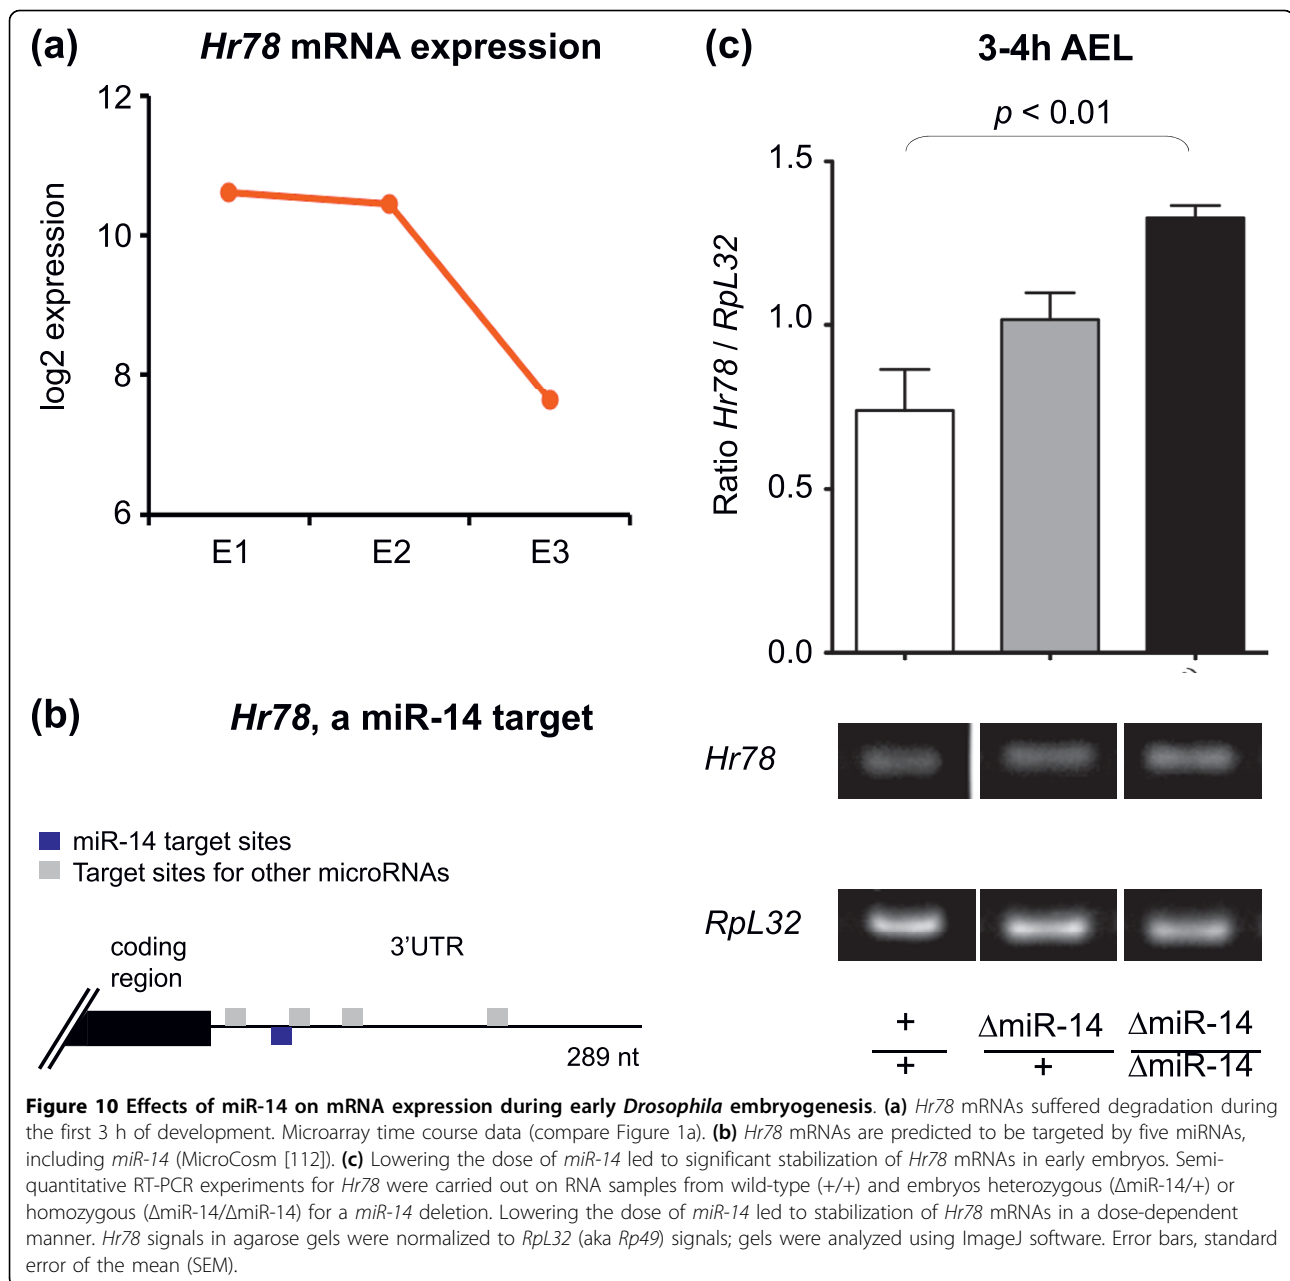 (a) Hr78 mRNA expression
12
10
8
6
log2 expression
E1 E2 E3
(b) Hr78, a miR-14 target
miR-14 target sites
Target sites for other microRNAs
coding
region
3'UTR
289 nt
(c) 3-4h AEL
p < 0.01
1.5
1.0
0.5
0.0
Ratio Hr78 / RpL32
Hr78
RpL32
+ ΔmiR-14 ΔmiR-14
+ + ΔmiR-14
Figure 10 Effects of miR-14 on mRNA expression during early Drosophila embryogenesis. (a) Hr78 mRNAs suffered degradation during
the first 3 h of development. Microarray time course data (compare Figure 1a). (b) Hr78 mRNAs are predicted to be targeted by five miRNAs,
including miR-14 (MicroCosm [112]). (c) Lowering the dose of miR-14 led to significant stabilization of Hr78 mRNAs in early embryos. Semi-
quantitative RT-PCR experiments for Hr78 were carried out on RNA samples from wild-type (+/+) and embryos heterozygous (ΔmiR-14/+) or
homozygous (ΔmiR-14/ΔmiR-14) for a miR-14 deletion. Lowering the dose of miR-14 led to stabilization of Hr78 mRNAs in a dose-dependent
manner. Hr78 signals in agarose gels were normalized to RpL32 (aka Rp49) signals; gels were analyzed using ImageJ software. Error bars, standard
error of the mean (SEM).